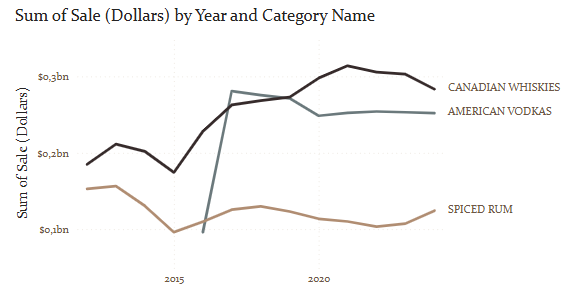 Sum of Sale (Dollars) by Year and Category Name
$0,3bn
$0,2bn
$0,1bn
Sum of Sale (Dollars)
CANADIAN WHISKIES
AMERICAN VODKAS
SPICED RUM
2015
2020